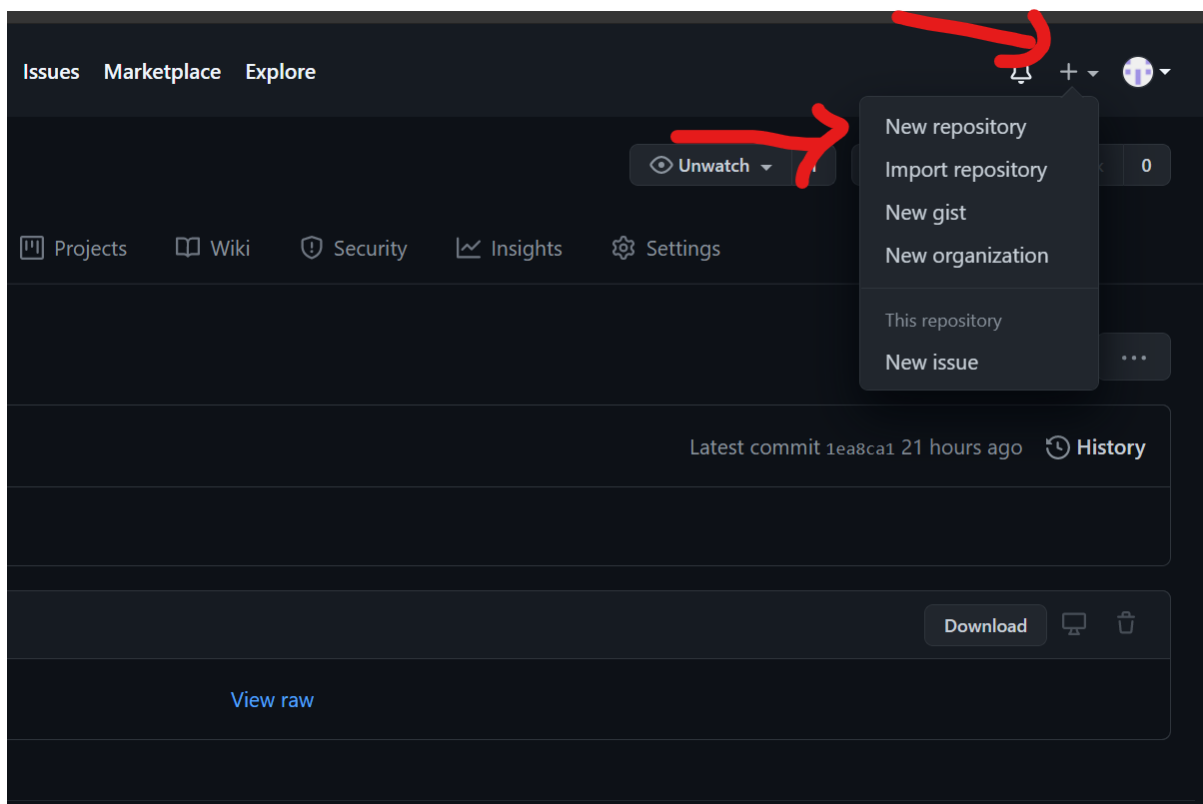 Issues Marketplace Explore
New repository
Unwatch 0
Import repository
New gist
Projects Wiki Security Insights Settings
New organization
This repository
New issue
Latest commit 1ea8ca1 21 hours ago History
Download
View raw